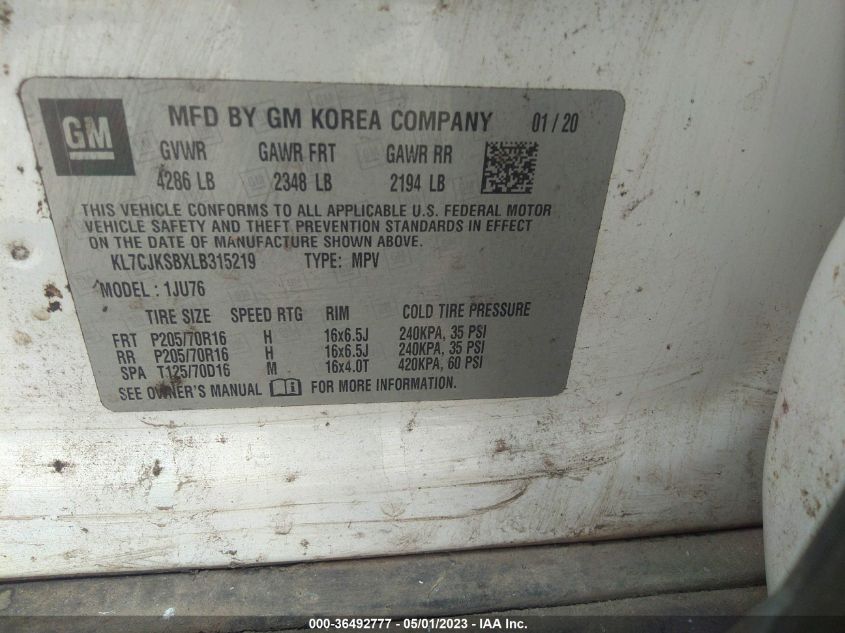 GM
MFD BY GM KOREA COMPANY 01 / 20
GVWR GAWR FRT GAWR RR
4286 LB 2348 LB 2194 LB
THIS VEHICLE CONFORMS TO ALL APPLICABLE U.S. FEDERAL MOTOR
VEHICLE SAFETY AND THEFT PREVENTION STANDARDS IN EFFECT
ON THE DATE OF MANUFACTURE SHOWN ABOVE.
KL7CJKSBXLB315219 TYPE: MPV
MODEL : 1JU76
TIRE SIZE SPEED RTG RIM COLD TIRE PRESSURE
FRT P205/70R16 H 16x6.5J 240KPA, 35 PSI
RR P205/70R16 H 16x6.5J 240KPA, 35 PSI
SPA T125/70D16 M 16x4.0T 420KPA, 60 PSI
SEE OWNER'S MANUAL FOR MORE INFORMATION.
000-36492777 - 05/01/2023 - IAA Inc.